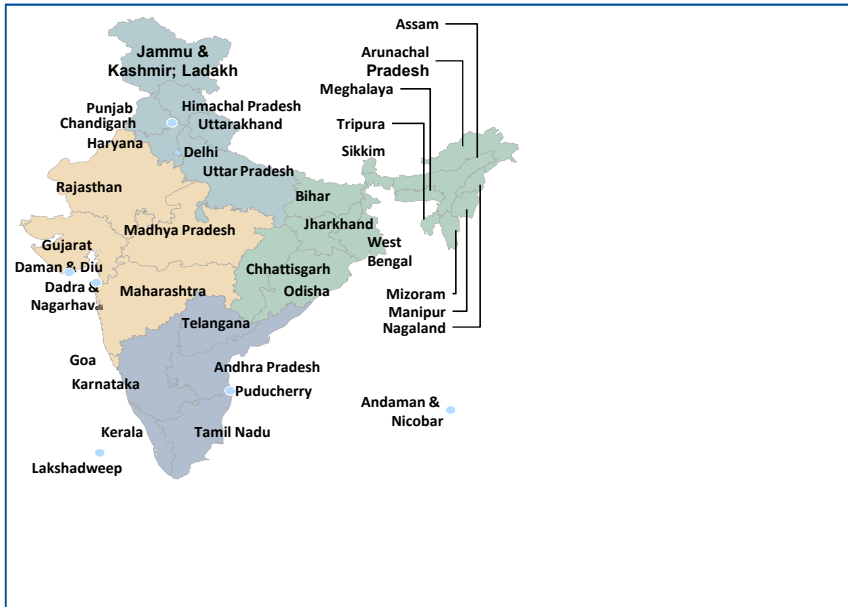 Assam
Jammu &
Kashmir; Ladakh
Arunachal
Pradesh
Meghalaya
Punjab
Himachal Pradesh
Chandigarh
Uttarakhand
Tripura
Haryana
Delhi
Sikkim
Uttar Pradesh
Rajasthan
Bihar
Jharkhand
Madhya Pradesh
West
Bengal
Gujarat
Daman & Diu
Chhattisgarh
Dadra &
Nagarhaveli
Maharashtra
Odisha
Mizoram
Manipur
Nagaland
Telangana
Goa
Andhra Pradesh
Karnataka
Puducherry
Andaman &
Nicobar
Kerala
Tamil Nadu
Lakshadweep